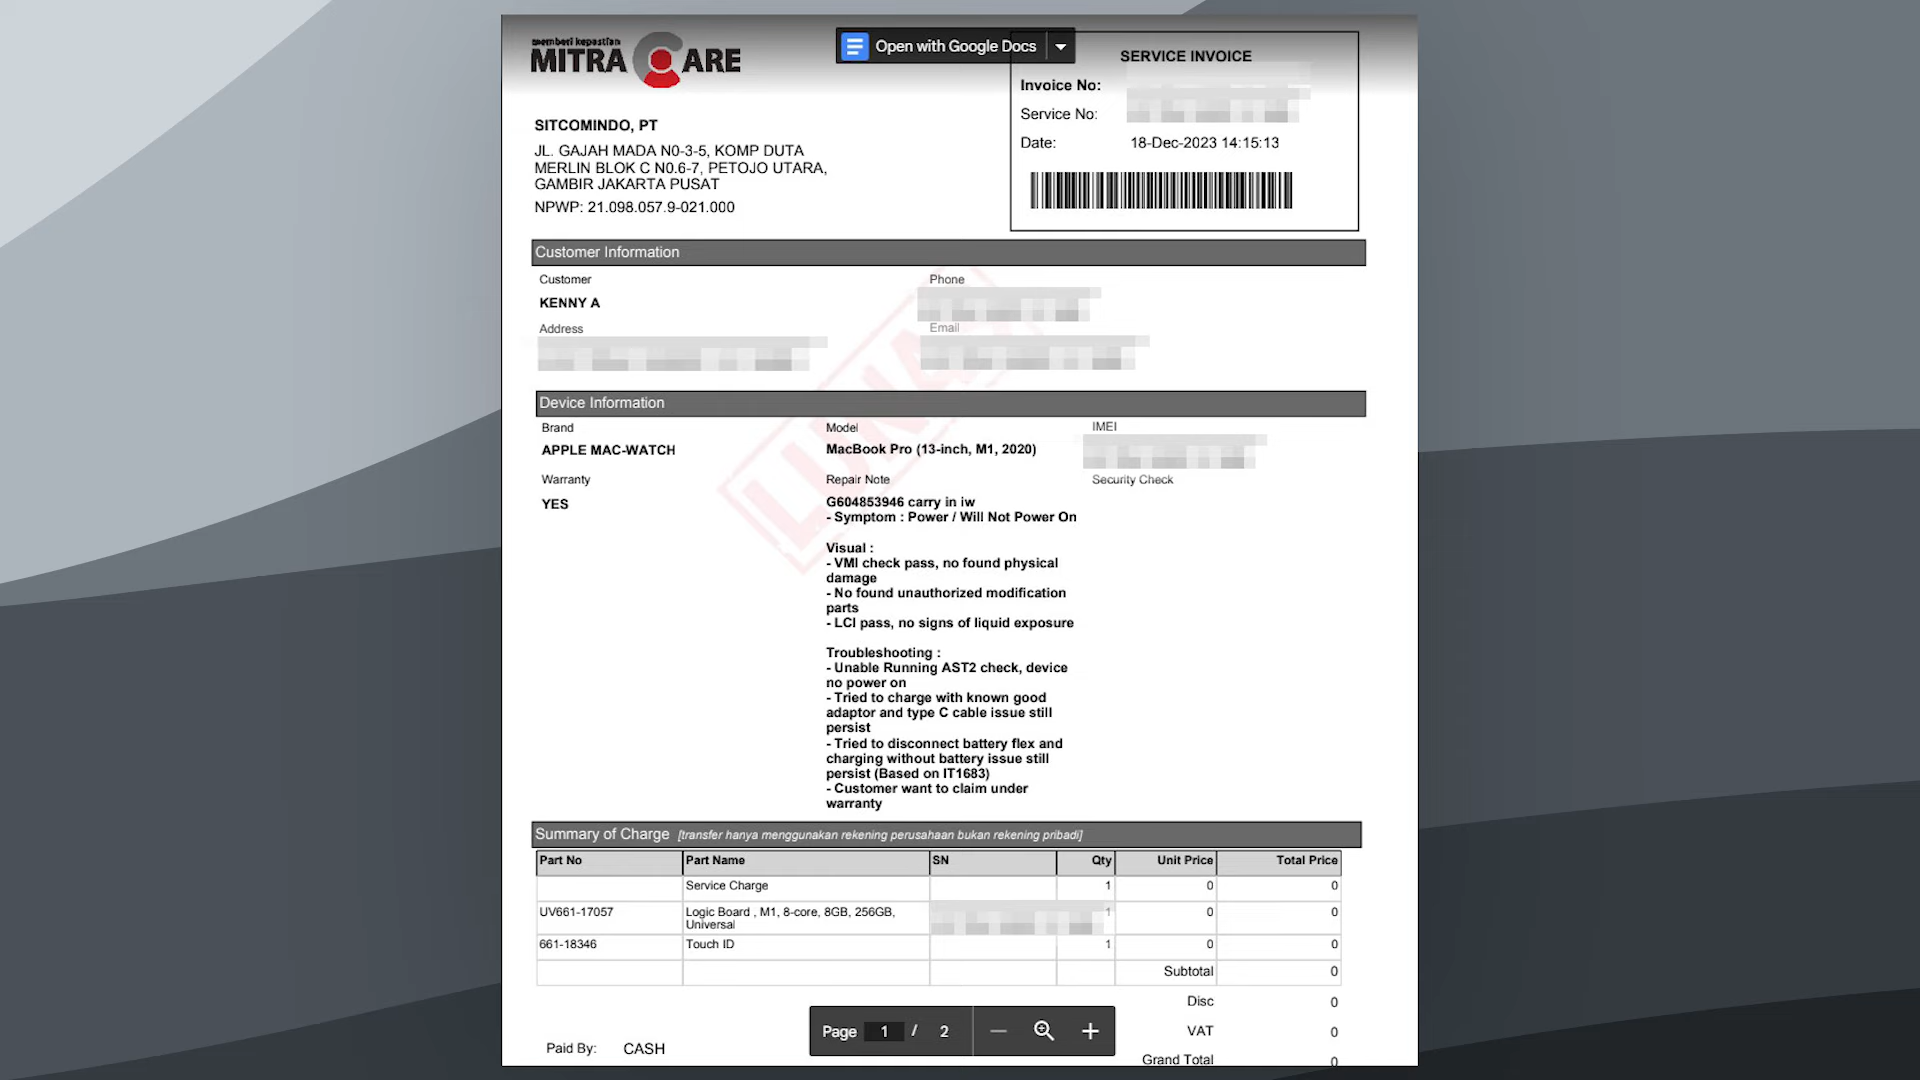 memberi kepastian
MITRA CARE
Open with Google Docs
SERVICE INVOICE
Invoice No:
Service No:
Date: 18-Dec-2023 14:15:13
SITCOMINDO, PT
JL. GAJAH MADA N0-3-5, KOMP DUTA
MERLIN BLOK C N0.6-7, PETOJO UTARA,
GAMBIR JAKARTA PUSAT
NPWP: 21.098.057.9-021.000
Customer Information
Customer
Phone
KENNY A
Address
Email
LUNAS
Device Information
Brand
Model
IMEI
APPLE MAC-WATCH
MacBook Pro (13-inch, M1, 2020)
Warranty
Repair Note
Security Check
YES
G604853946 carry in iw
- Symptom : Power / Will Not Power On
Visual :
- VMI check pass, no found physical
damage
- No found unauthorized modification
parts
- LCI pass, no signs of liquid exposure
Troubleshooting :
- Unable Running AST2 check, device
no power on
- Tried to charge with known good
adaptor and type C cable issue still
persist
- Tried to disconnect battery flex and
charging without battery issue still
persist (Based on IT1683)
- Customer want to claim under
warranty
Summary of Charge [transfer hanya menggunakan rekening perusahaan bukan rekening pribadi]
Part No Part Name SN Qty Unit Price Total Price
Service Charge 1 0 0
UV661-17057 Logic Board , M1, 8-core, 8GB, 256GB, 1 0 0
Universal
661-18346 Touch ID 1 0 0
Subtotal 0
Disc 0
VAT 0
Grand Total 0
Paid By: CASH
Page 1 / 2